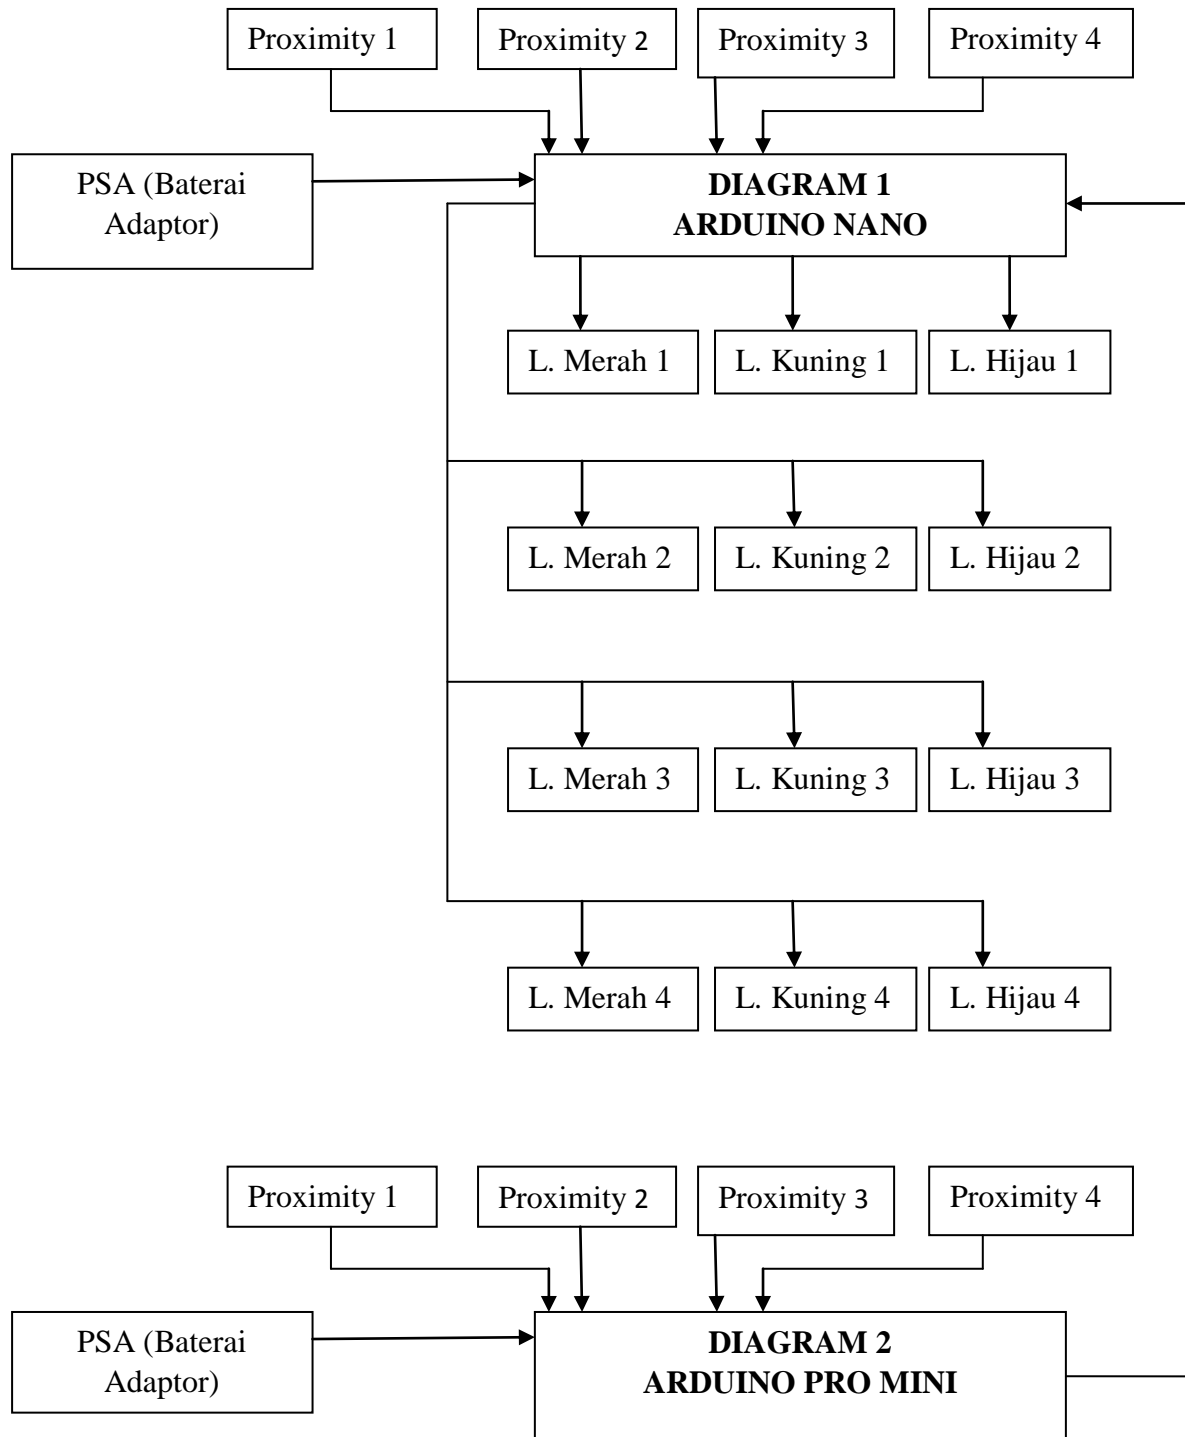 Proximity 1
Proximity 2
Proximity 3
Proximity 4
PSA (Baterai
Adaptor)
DIAGRAM 1
ARDUINO NANO
L. Merah 1
L. Kuning 1
L. Hijau 1
L. Merah 2
L. Kuning 2
L. Hijau 2
L. Merah 3
L. Kuning 3
L. Hijau 3
L. Merah 4
L. Kuning 4
L. Hijau 4
Proximity 1
Proximity 2
Proximity 3
Proximity 4
PSA (Baterai
Adaptor)
DIAGRAM 2
ARDUINO PRO MINI